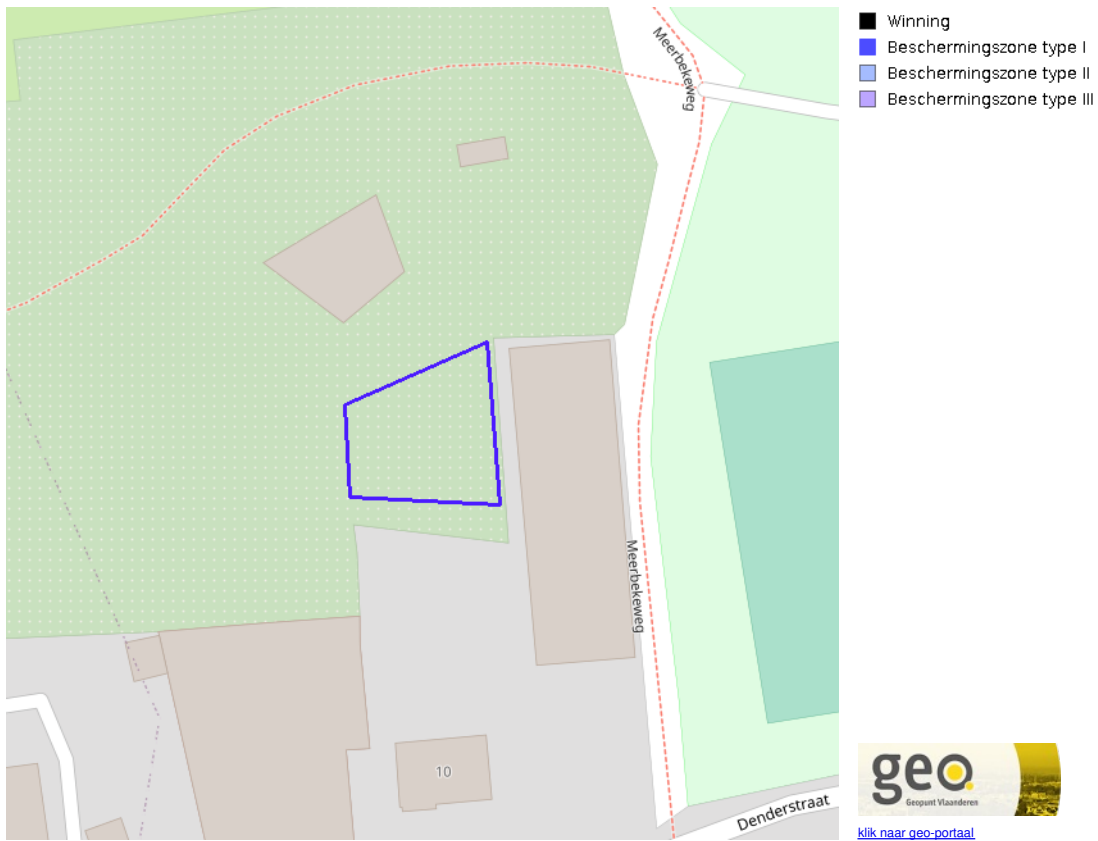 Meerbekeweg
Meerbekeweg
10
Denderstraat
Winning
Beschermingszone type I
Beschermingszone type II
Beschermingszone type III
geo
Geopunt Vlaanderen
klik naar geo-portaal